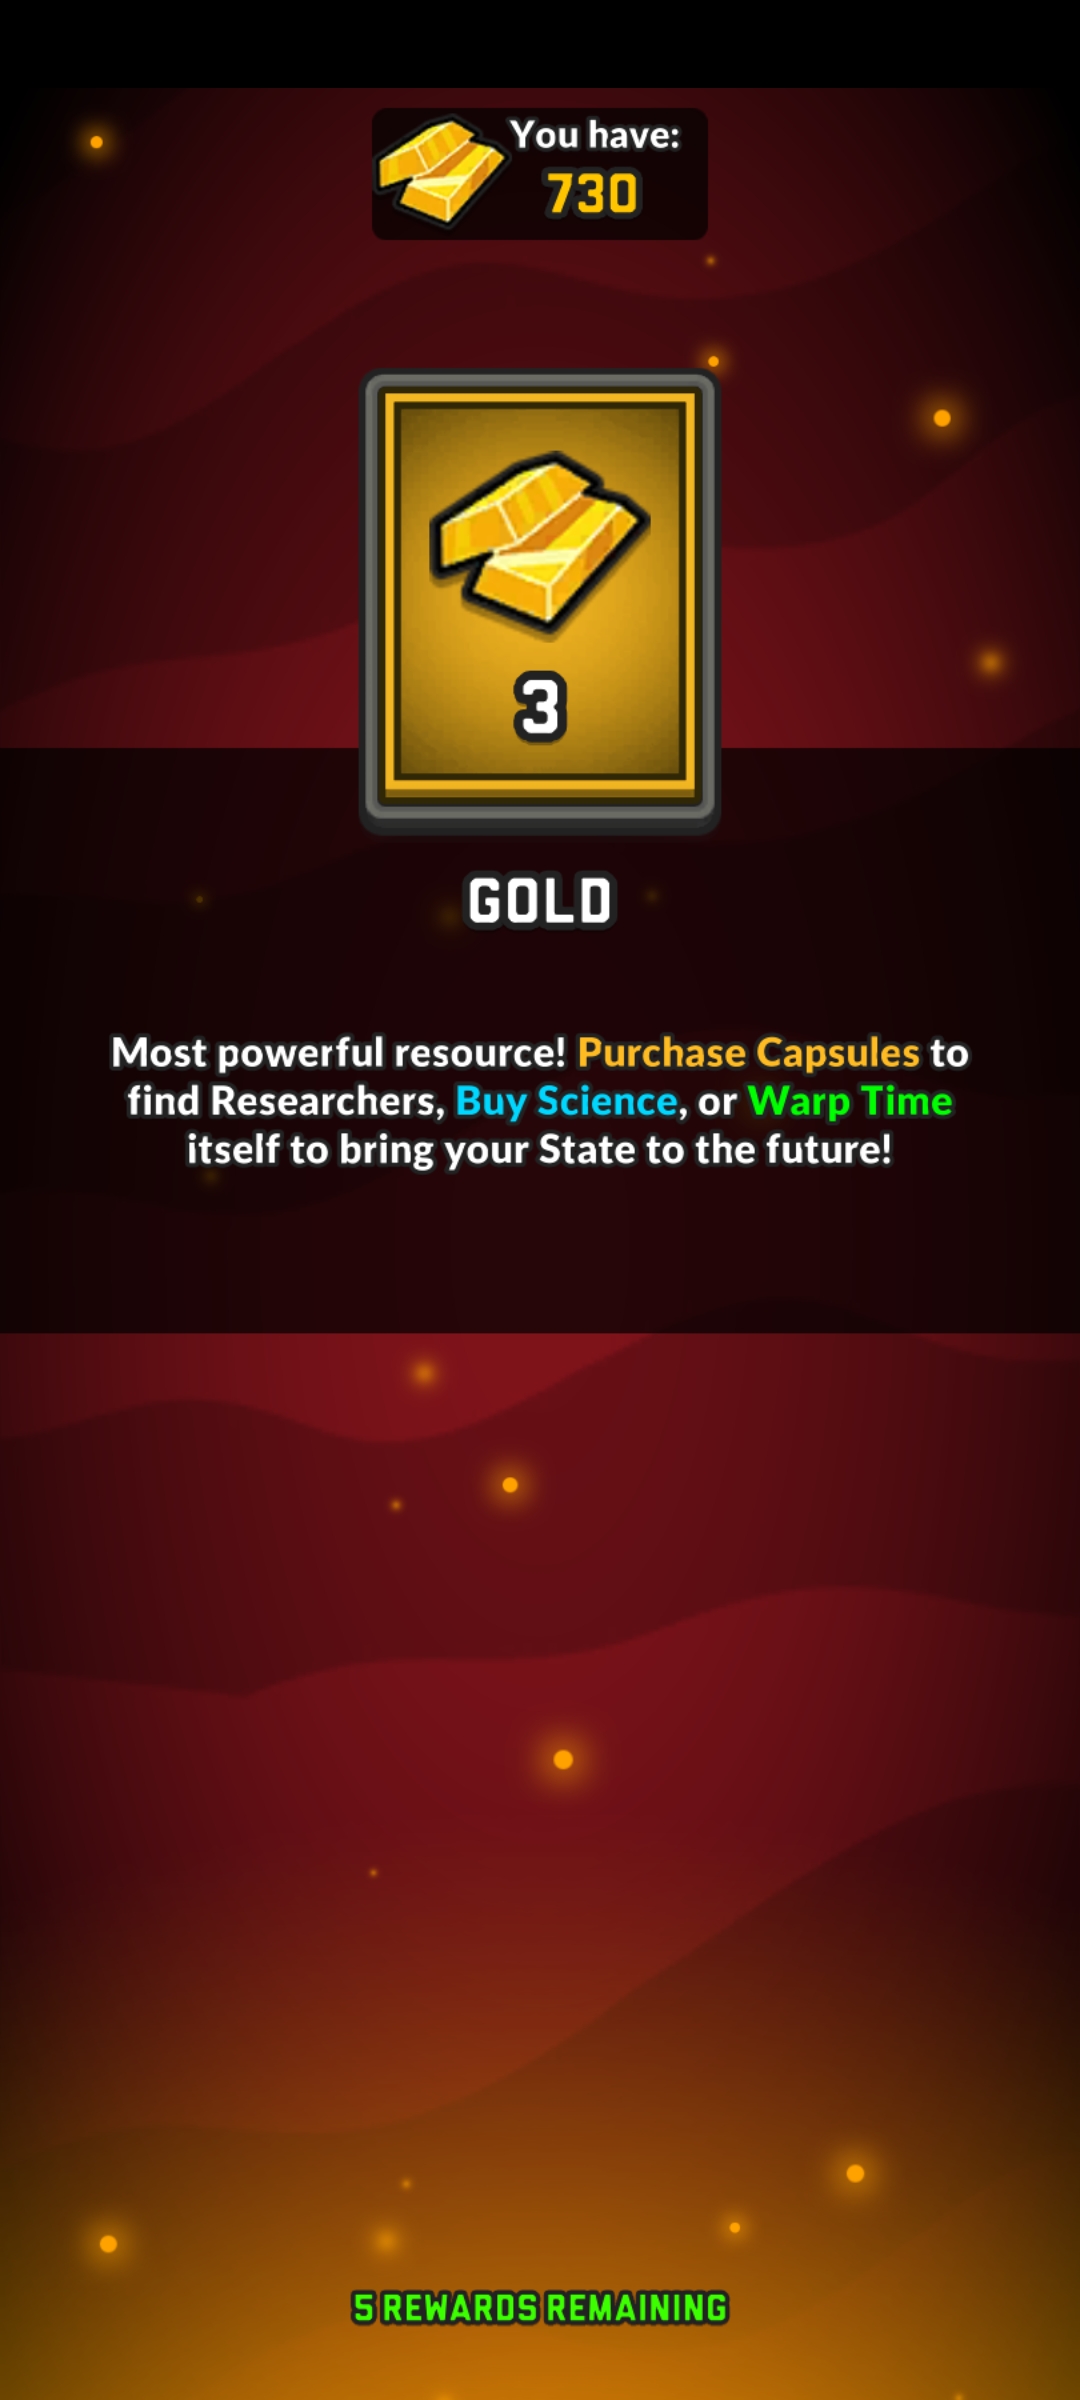 You have:
730
3
GOLD
Most powerful resource! Purchase Capsules to
find Researchers, Buy Science, or Warp Time
itself to bring your State to the future!
5 REWARDS REMAINING